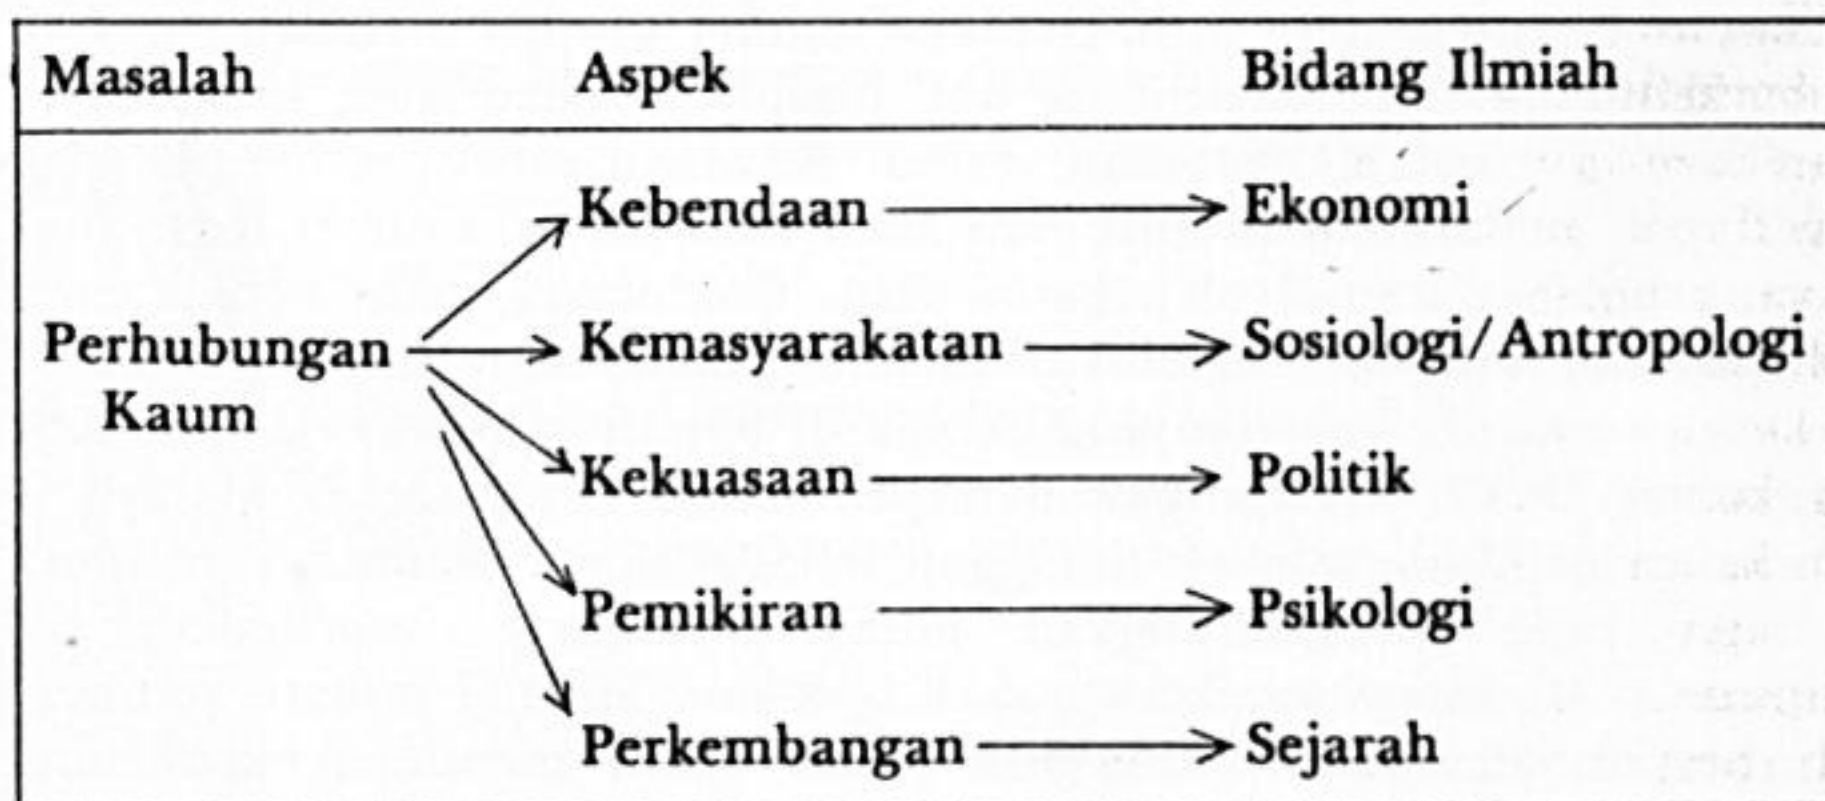 Masalah Aspek Bidang Ilmiah
Kebendaan Ekonomi
Perhubungan Kemasyarakatan Sosiologi/Antropologi
Kaum
Kekuasaan Politik
Pemikiran Psikologi
Perkembangan Sejarah